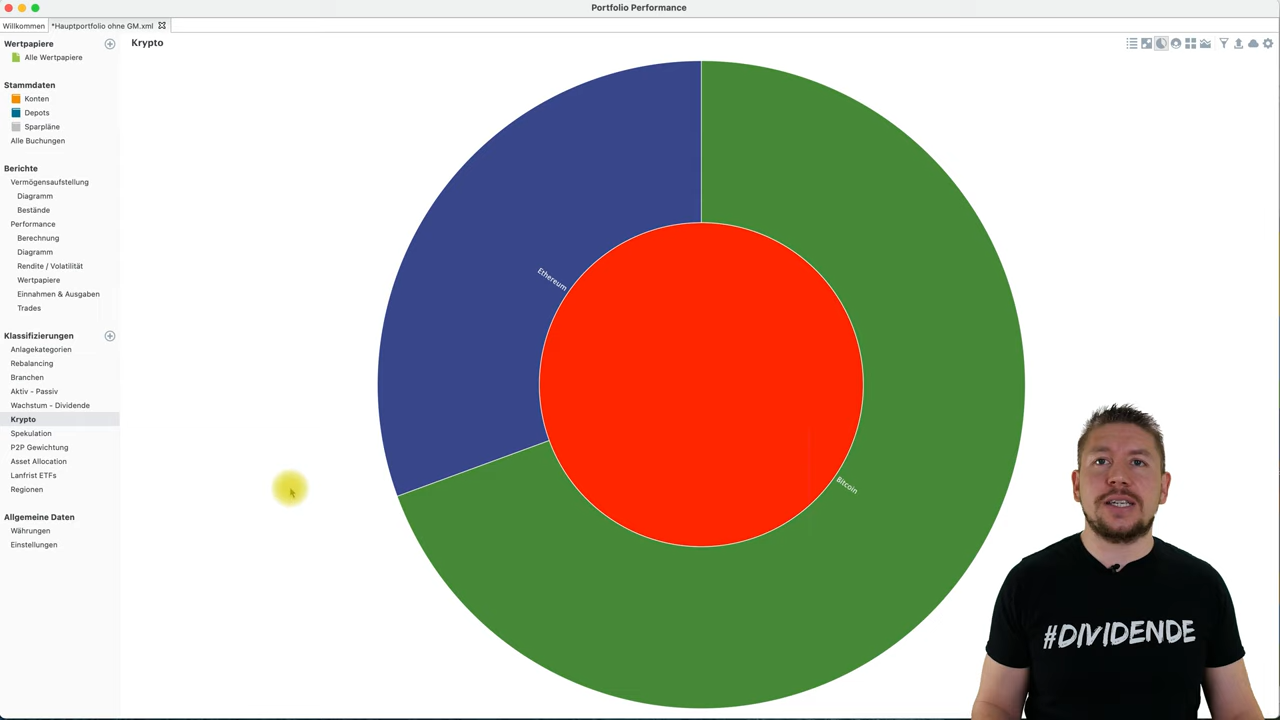 Portfolio Performance
Willkommen
*Hauptportfolio ohne GM.xml
Wertpapiere
Alle Wertpapiere
Stammdaten
Konten
Depots
Sparpläne
Alle Buchungen
Berichte
Vermögensaufstellung
Diagramm
Bestände
Performance
Berechnung
Diagramm
Rendite / Volatilität
Wertpapiere
Einnahmen & Ausgaben
Trades
Klassifizierungen
Anlagekategorien
Rebalancing
Branchen
Aktiv - Passiv
Wachstum - Dividende
Krypto
Spekulation
P2P Gewichtung
Asset Allocation
Lanfrist ETFs
Regionen
Allgemeine Daten
Währungen
Einstellungen
Krypto
Ethereum
Bitcoin
#DIVIDENDE